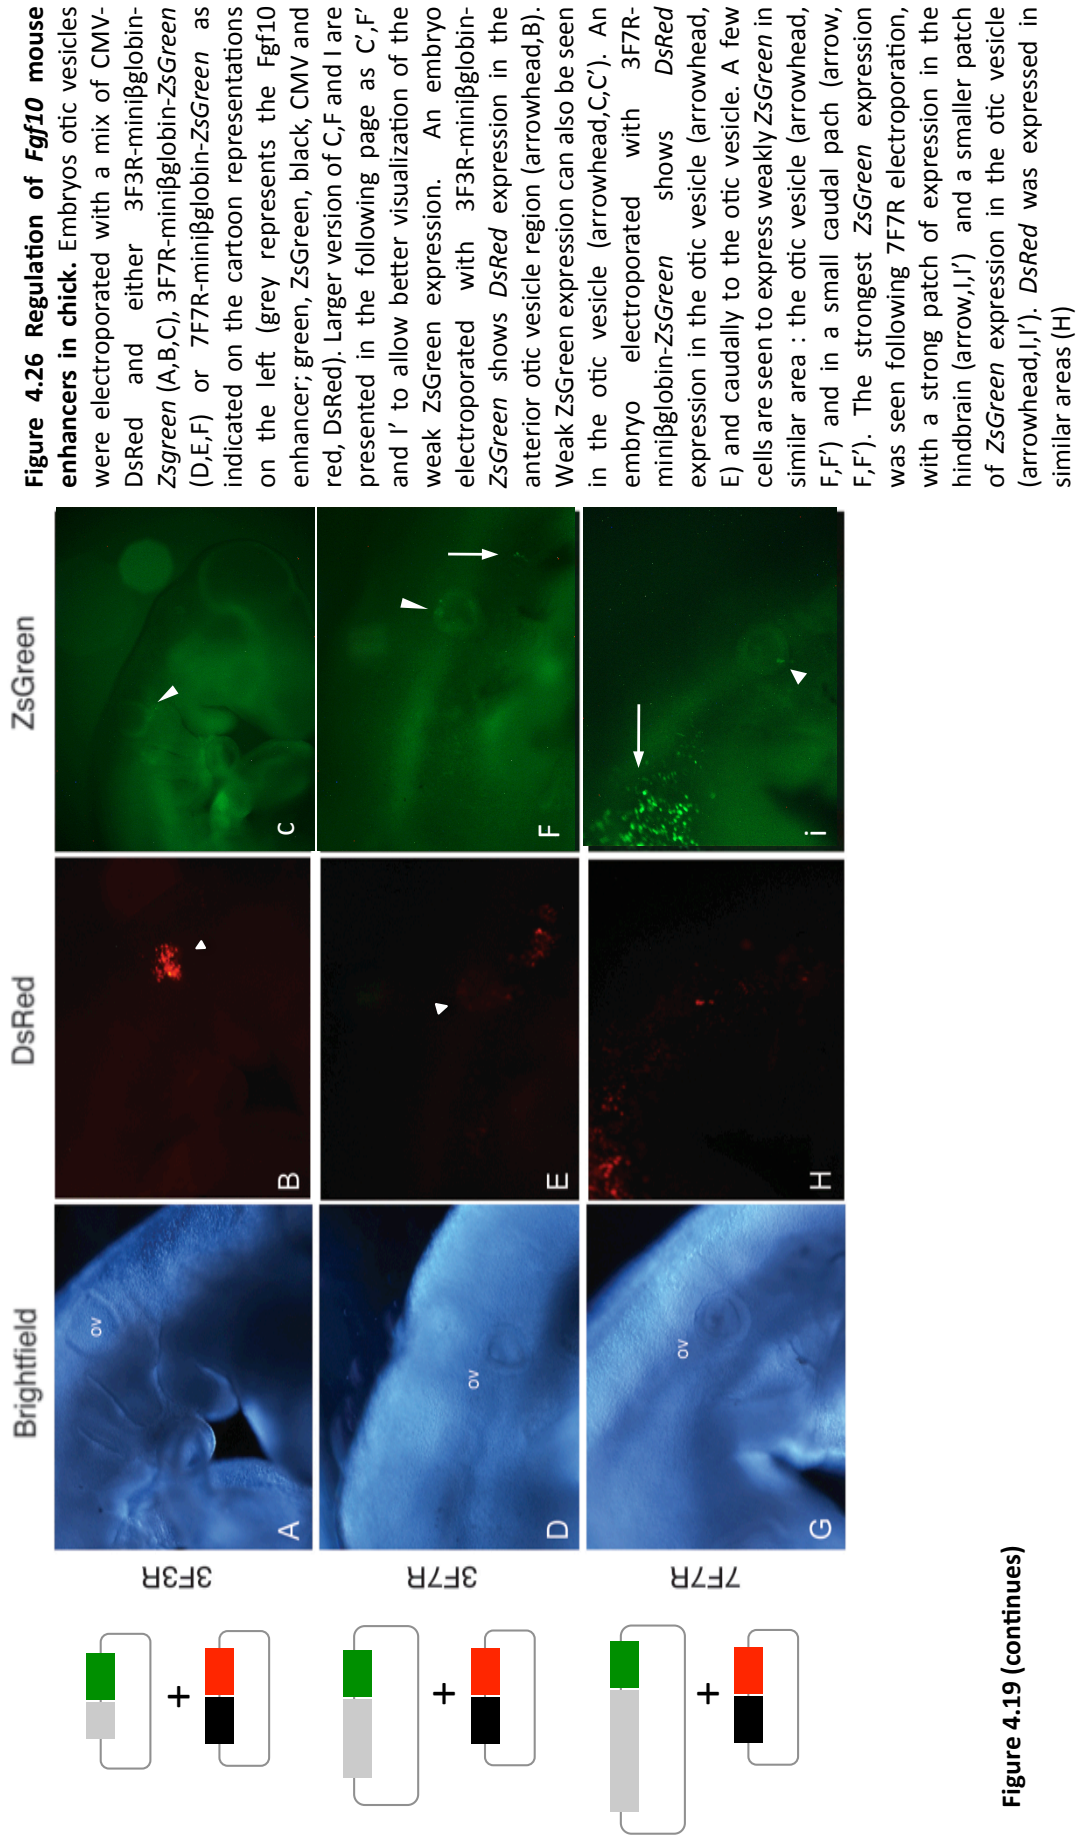 Brightfield
DsRed
ZsGreen
3F3R
A
ov
B
C
3F7R
D
ov
E
F
7F7R
G
ov
H
i
+
+
+
Figure 4.26 Regulation of Fgf10 mouse
enhancers in chick. Embryos otic vesicles
were electroporated with a mix of CMV-
DsRed and either 3F3R-miniβglobin-
Zsgreen (A,B,C), 3F7R-miniβglobin-ZsGreen
(D,E,F) or 7F7R-miniβglobin-ZsGreen as
indicated on the cartoon representations
on the left (grey represents the Fgf10
enhancer; green, ZsGreen, black, CMV and
red, DsRed). Larger version of C,F and I are
presented in the following page as C’,F’
and I’ to allow better visualization of the
weak ZsGreen expression. An embryo
electroporated with 3F3R-miniβglobin-
ZsGreen shows DsRed expression in the
anterior otic vesicle region (arrowhead,B).
Weak ZsGreen expression can also be seen
in the otic vesicle (arrowhead,C,C’). An
embryo electroporated with 3F7R-
miniβglobin-ZsGreen shows DsRed
expression in the otic vesicle (arrowhead,
E) and caudally to the otic vesicle. A few
cells are seen to express weakly ZsGreen in
similar area : the otic vesicle (arrowhead,
F,F’) and in a small caudal pach (arrow,
F,F’). The strongest ZsGreen expression
was seen following 7F7R electroporation,
with a strong patch of expression in the
hindbrain (arrow,I,I’) and a smaller patch
of ZsGreen expression in the otic vesicle
(arrowhead,I,I’). DsRed was expressed in
similar areas (H)
Figure 4.19 (continues)